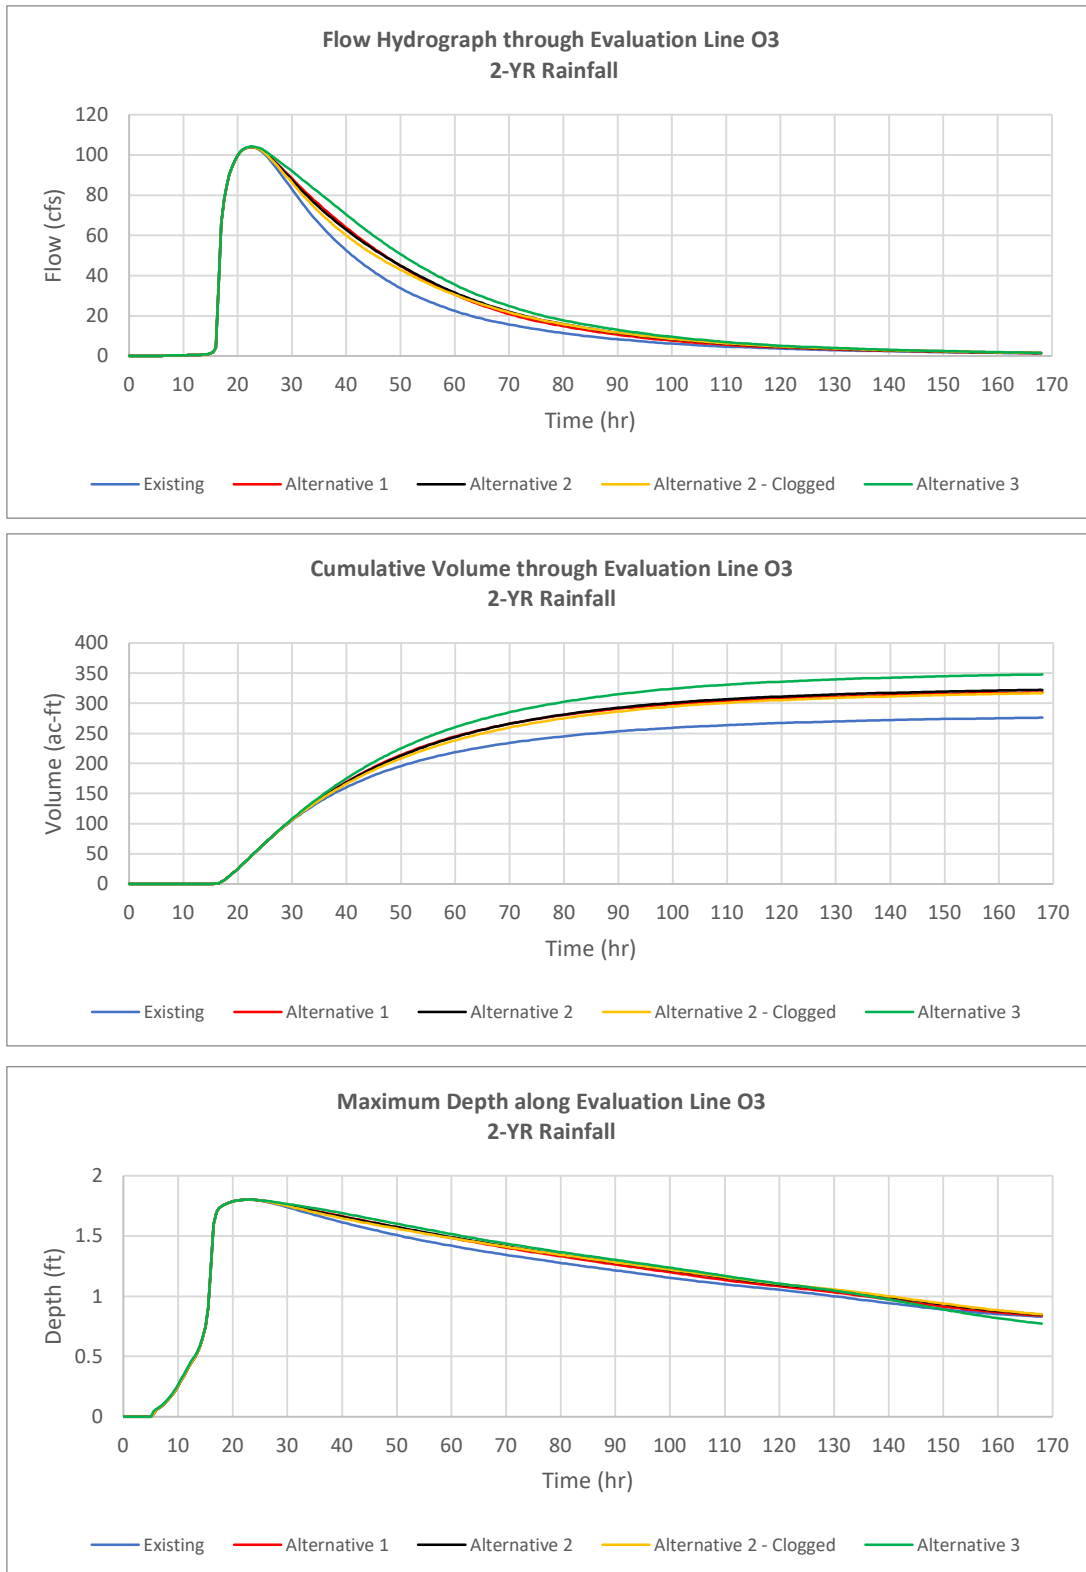 Flow Hydrograph through Evaluation Line O3
2-YR Rainfall
120
100
80
60
40
20
0
Flow (cfs)
0 10 20 30 40 50 60 70 80 90 100 110 120 130 140 150 160 170
Time (hr)
Existing Alternative 1 Alternative 2 Alternative 2 - Clogged Alternative 3
Cumulative Volume through Evaluation Line O3
2-YR Rainfall
400
350
300
250
200
150
100
50
0
Volume (ac-ft)
0 10 20 30 40 50 60 70 80 90 100 110 120 130 140 150 160 170
Time (hr)
Existing Alternative 1 Alternative 2 Alternative 2 - Clogged Alternative 3
Maximum Depth along Evaluation Line O3
2-YR Rainfall
2
1.5
1
0.5
0
Depth (ft)
0 10 20 30 40 50 60 70 80 90 100 110 120 130 140 150 160 170
Time (hr)
Existing Alternative 1 Alternative 2 Alternative 2 - Clogged Alternative 3